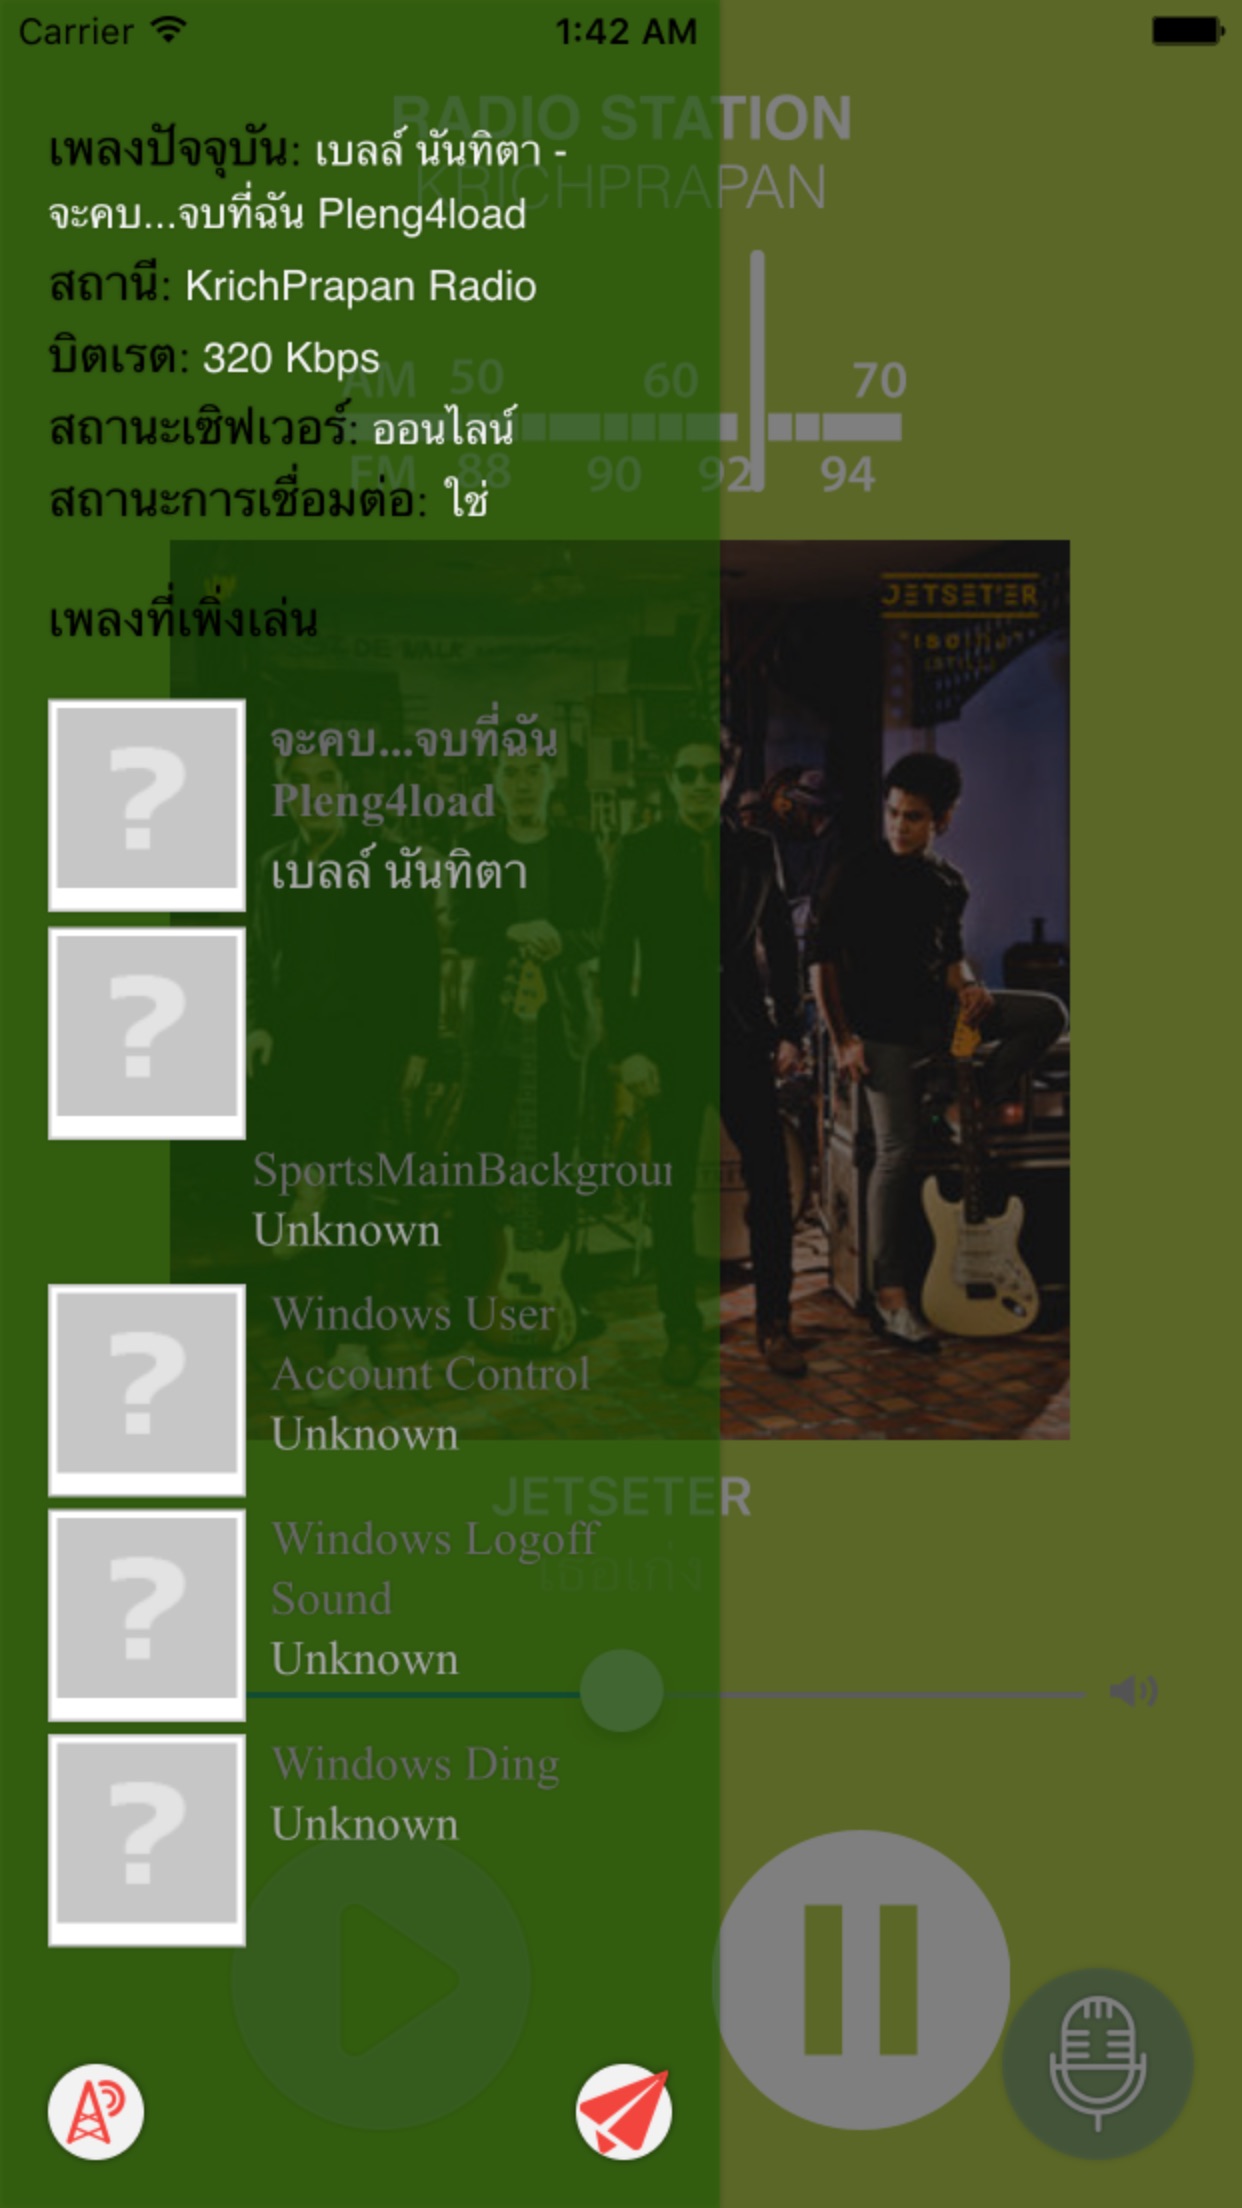 Carrier
1:42 AM
RADIO STATION
KRICHPRAPAN
เพลงปัจจุบัน: เบลล์ นันทิตา -
จะคบ...จบที่ฉัน Pleng4load
สถานี: KrichPrapan Radio
บิตเรต: 320 Kbps
AM 50 60 70
สถานะเซิฟเวอร์: ออนไลน์
FM 88 90 92 94
สถานะการเชื่อมต่อ: ใช่
JETSET'ER
เพลงที่เพิ่งเล่น
จะคบ...จบที่ฉัน
Pleng4load
เบลล์ นันทิตา
SportsMainBackgrou
Unknown
Windows User
Account Control
Unknown
JETSETER
Windows Logoff
เธอเก่ง
Sound
Unknown
Windows Ding
Unknown